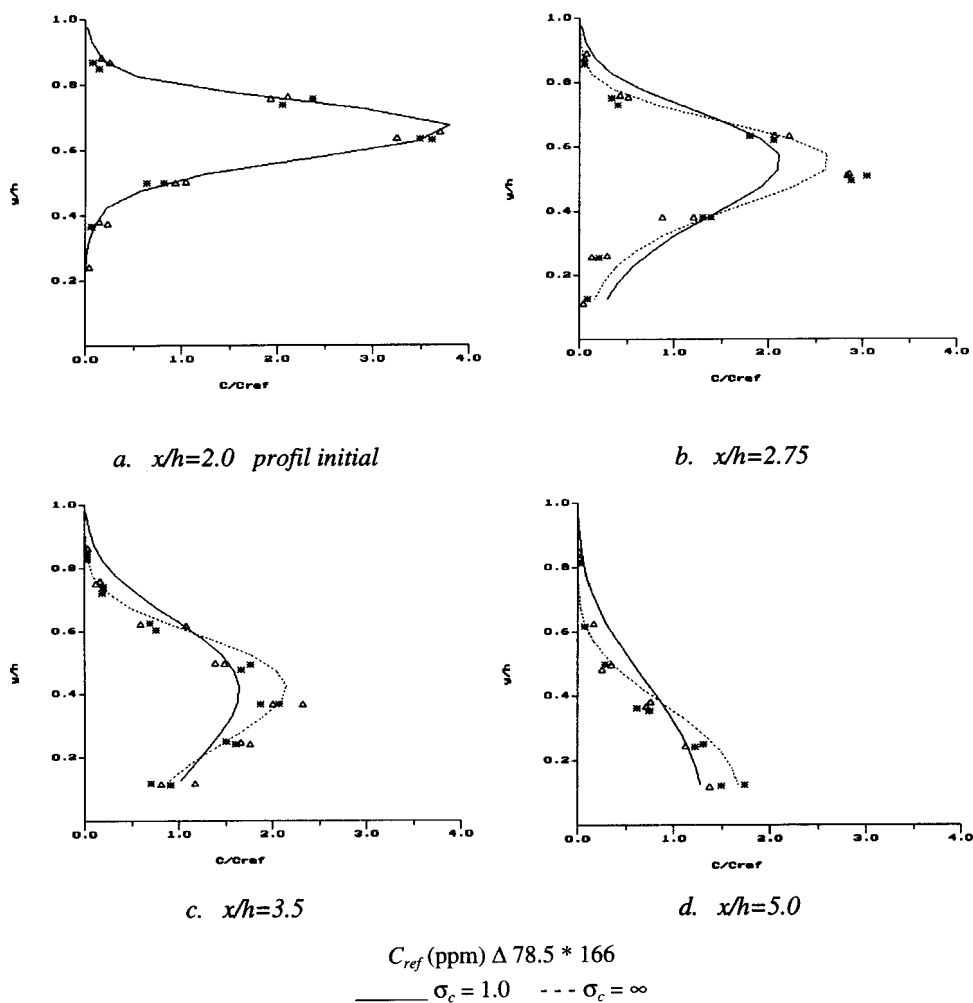 1.0
0.8
0.6
0.4
0.2
y/h
0.0 1.0 2.0 3.0 4.0
C/Cref
a. x/h=2.0 profil initial
1.0
0.8
0.6
0.4
0.2
y/h
0.0 1.0 2.0 3.0 4.0
C/Cref
b. x/h=2.75
1.0
0.8
0.6
0.4
0.2
y/h
0.0 1.0 2.0 3.0 4.0
C/Cref
c. x/h=3.5
1.0
0.8
0.6
0.4
0.2
y/h
0.0 1.0 2.0 3.0 4.0
C/Cref
d. x/h=5.0
C_ref (ppm) Δ 78.5 * 166
σ_c = 1.0 - - - σ_c = ∞